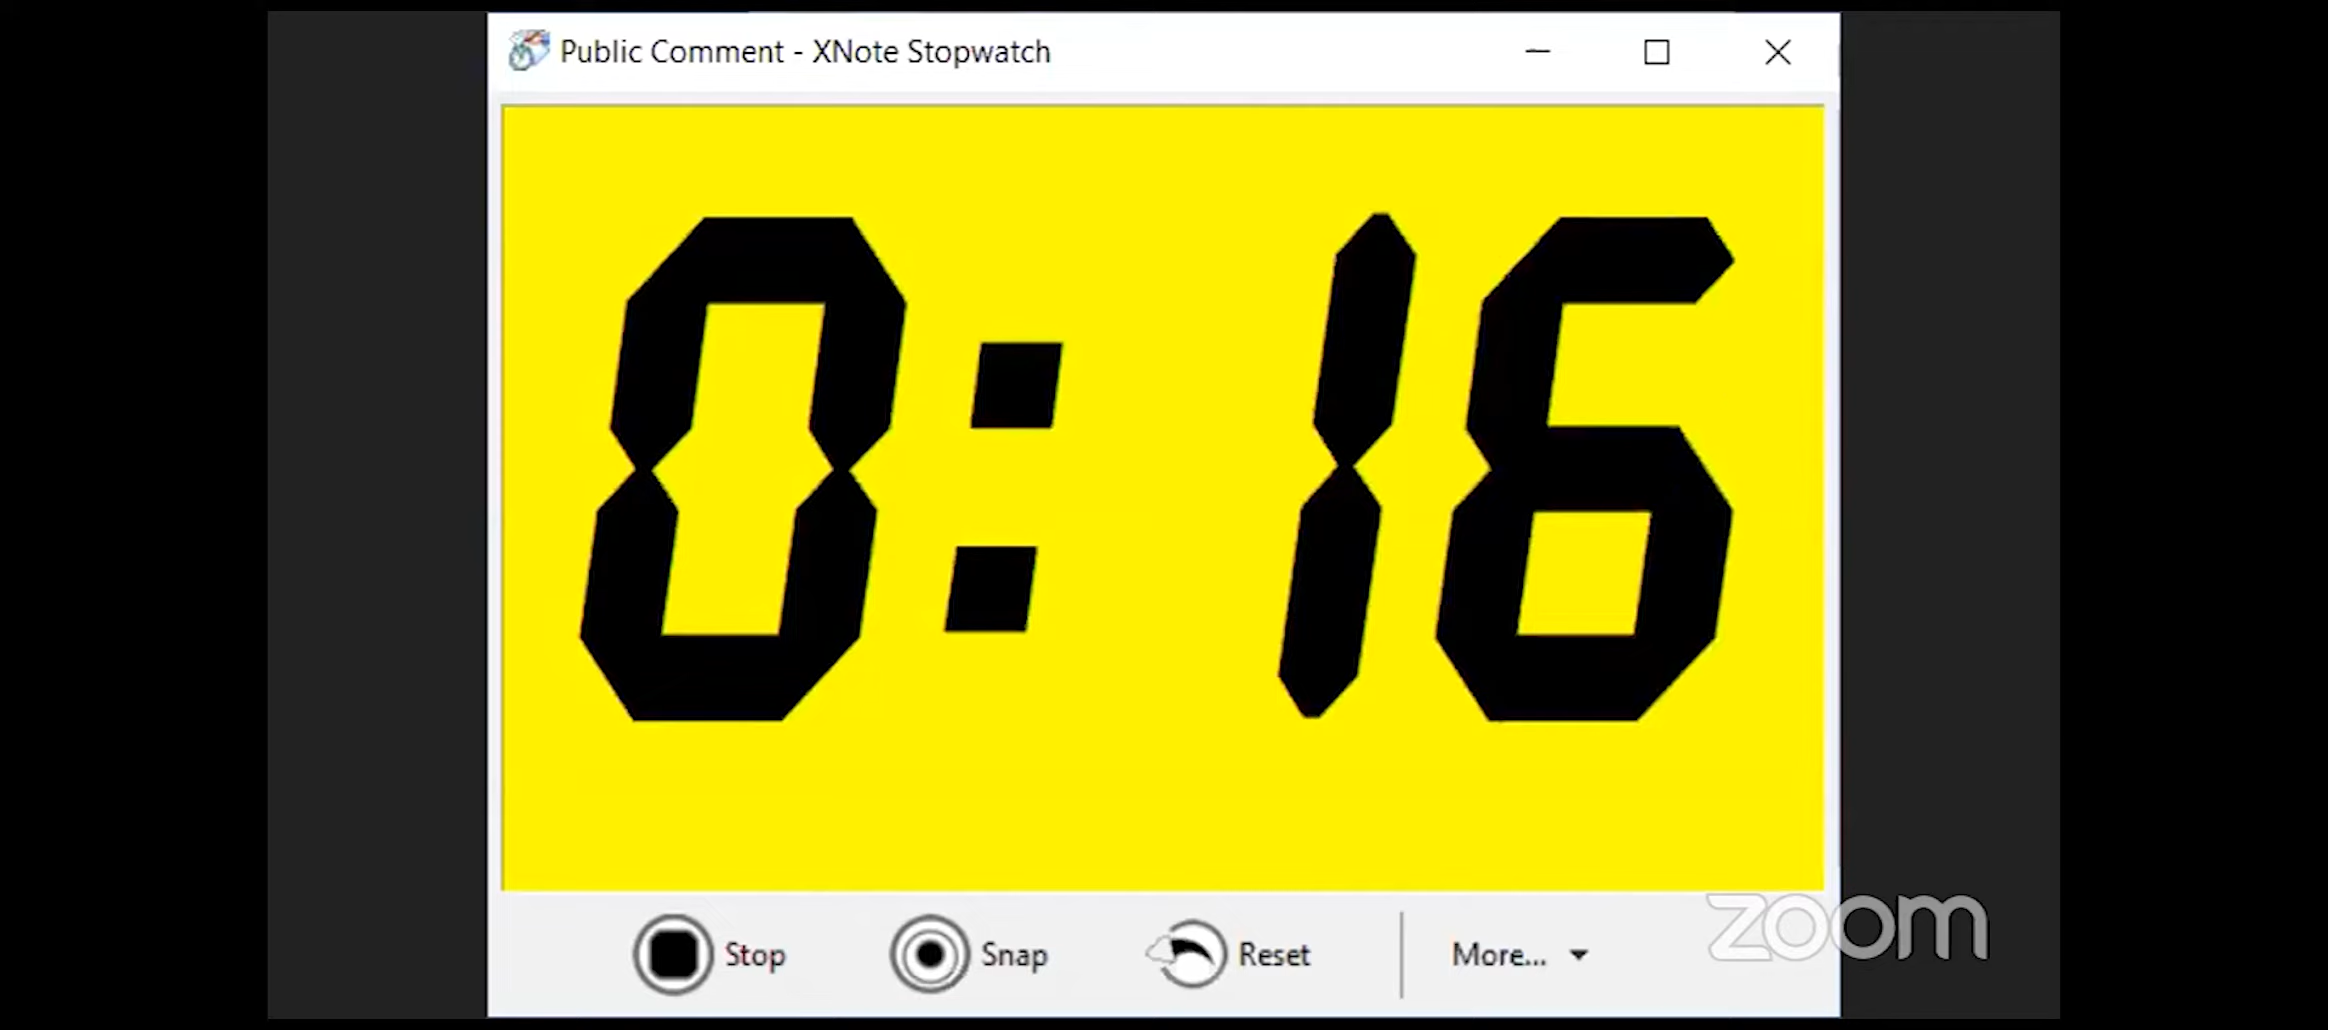 Public Comment - XNote Stopwatch
0:16
Stop Snap Reset More...
zoom